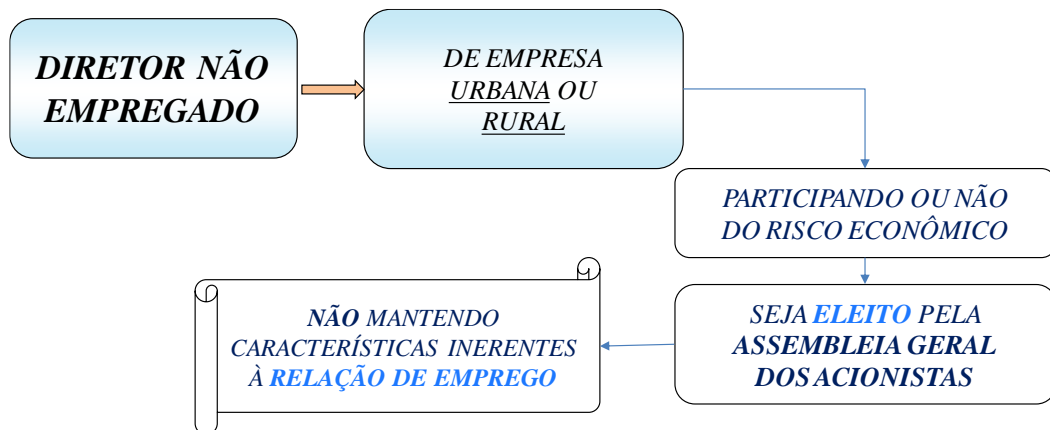 DIRETOR NÃO
EMPREGADO
DE EMPRESA
URBANA OU
RURAL
PARTICIPANDO OU NÃO
DO RISCO ECONÔMICO
SEJA ELEITO PELA
ASSEMBLEIA GERAL
DOS ACIONISTAS
NÃO MANTENDO
CARACTERÍSTICAS INERENTES
À RELAÇÃO DE EMPREGO